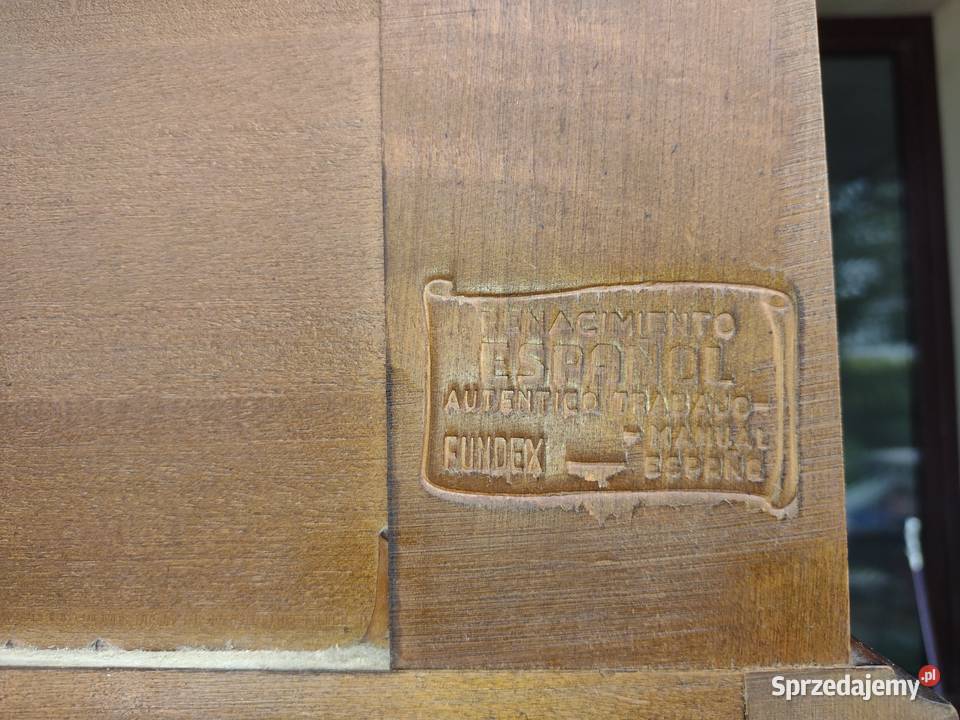 RENACIMIENTO
ESPAÑOL
AUTENTICO TRABAJO
MANUAL
FUNDEX ESPAÑA
Sprzedajemy.pl